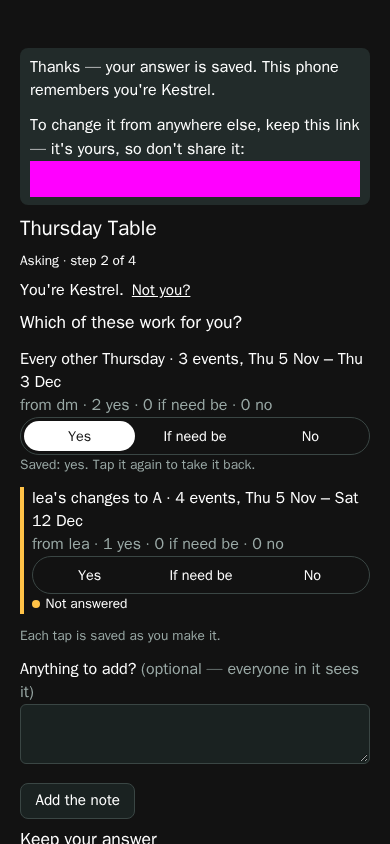 Thanks — your answer is saved. This phone
remembers you're Kestrel.
To change it from anywhere else, keep this link
— it's yours, so don't share it:
Thursday Table
Asking · step 2 of 4
You're Kestrel. Not you?
Which of these work for you?
Every other Thursday · 3 events, Thu 5 Nov – Thu
3 Dec
from dm · 2 yes · 0 if need be · 0 no
Yes If need be No
Saved: yes. Tap it again to take it back.
lea's changes to A · 4 events, Thu 5 Nov – Sat
12 Dec
from lea · 1 yes · 0 if need be · 0 no
Yes If need be No
Not answered
Each tap is saved as you make it.
Anything to add? (optional — everyone in it sees
it)
Add the note
Keep your answer